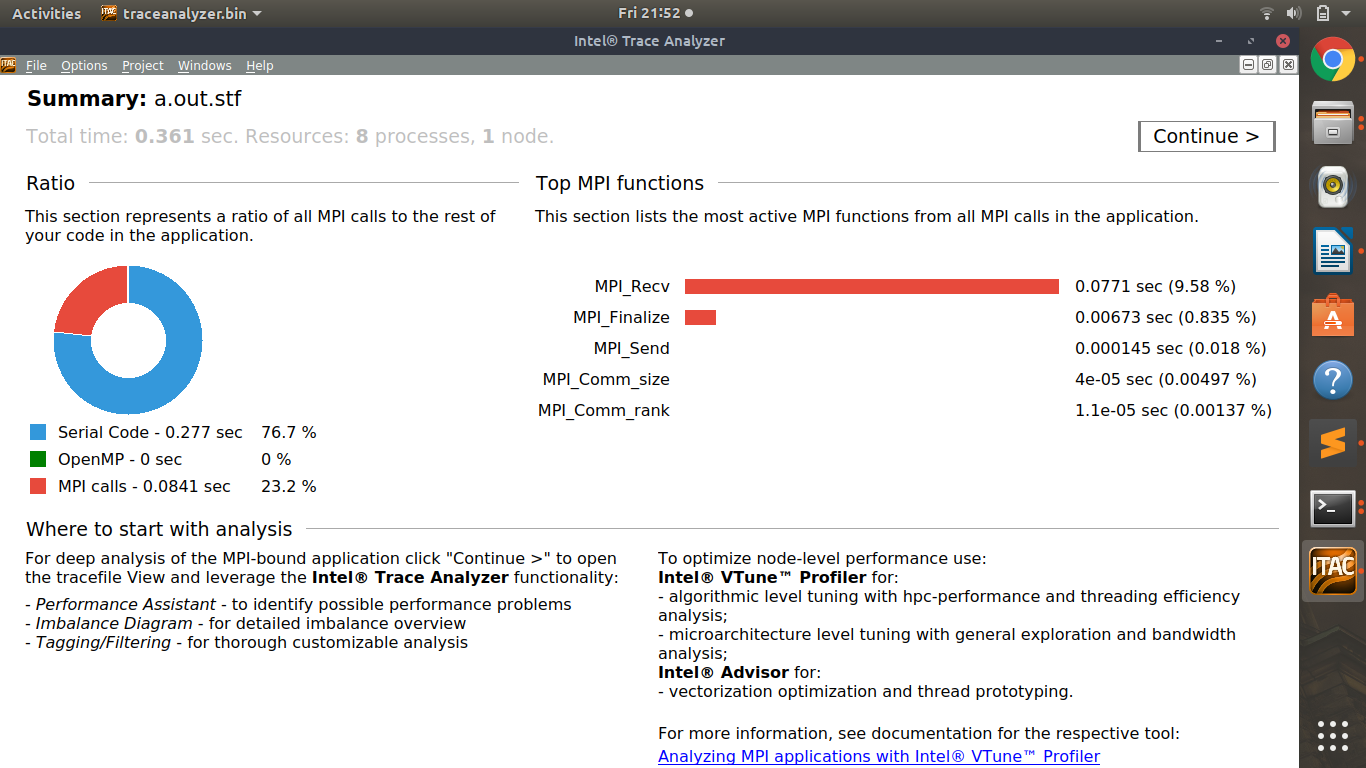 Activities
traceanalyzer.bin
Fri 21:52
Intel® Trace Analyzer
ITAC
File Options Project Windows Help
Summary: a.out.stf
Total time: 0.361 sec. Resources: 8 processes, 1 node.
Continue >
Ratio
This section represents a ratio of all MPI calls to the rest of
your code in the application.
Serial Code - 0.277 sec 76.7 %
OpenMP - 0 sec 0 %
MPI calls - 0.0841 sec 23.2 %
Top MPI functions
This section lists the most active MPI functions from all MPI calls in the application.
MPI_Recv 0.0771 sec (9.58 %)
MPI_Finalize 0.00673 sec (0.835 %)
MPI_Send 0.000145 sec (0.018 %)
MPI_Comm_size 4e-05 sec (0.00497 %)
MPI_Comm_rank 1.1e-05 sec (0.00137 %)
Where to start with analysis
For deep analysis of the MPI-bound application click "Continue >" to open
the tracefile View and leverage the Intel® Trace Analyzer functionality:
- Performance Assistant - to identify possible performance problems
- Imbalance Diagram - for detailed imbalance overview
- Tagging/Filtering - for thorough customizable analysis
To optimize node-level performance use:
Intel® VTune™ Profiler for:
- algorithmic level tuning with hpc-performance and threading efficiency
analysis;
- microarchitecture level tuning with general exploration and bandwidth
analysis;
Intel® Advisor for:
- vectorization optimization and thread prototyping.
For more information, see documentation for the respective tool:
Analyzing MPI applications with Intel® VTune™ Profiler
ITAC